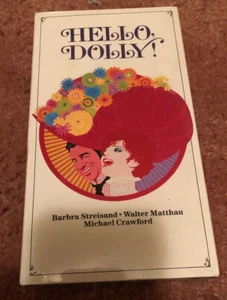 HELLO,
DOLLY!
Barbra Streisand • Walter Matthau
Michael Crawford